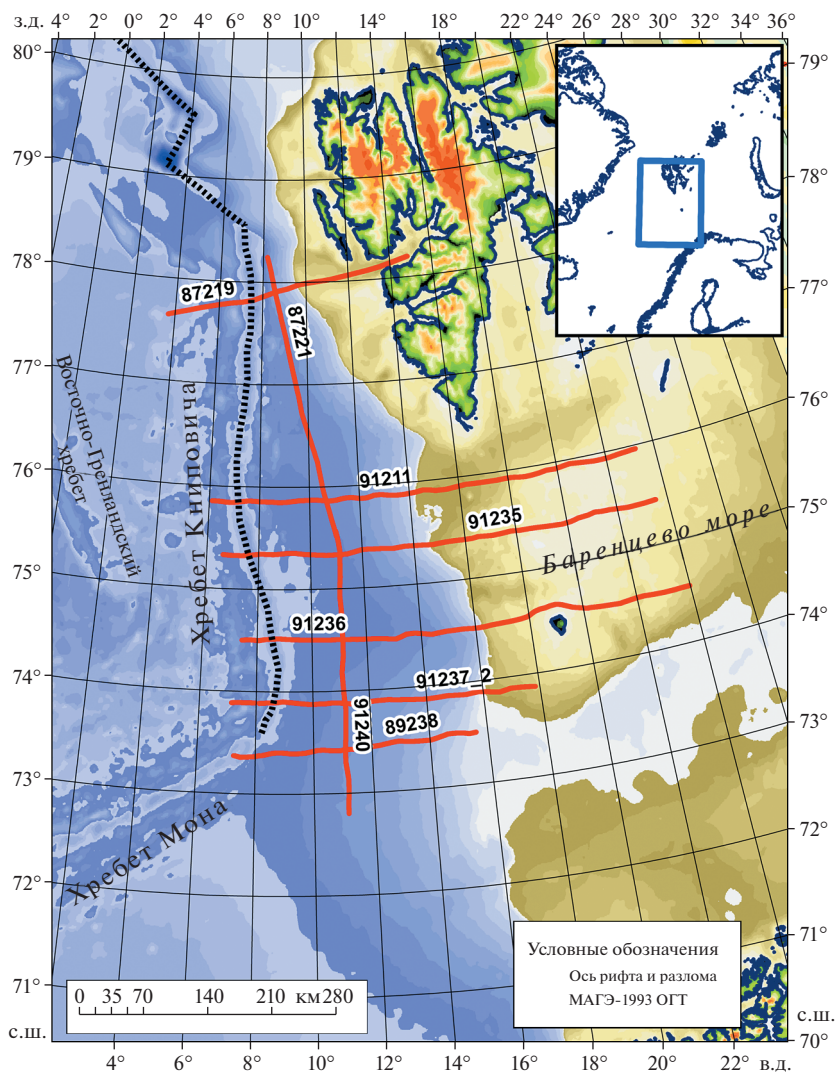 з.д. 4° 2° 0° 2° 4° 6° 8° 10° 14° 18° 22° 24° 26° 28° 30° 32° 34° 36°
80°
79°
79°
78°
78°
77°
87219
87221
77°
76°
Восточно-Гренландский
хребет
Хребет Книповича
76°
91211
75°
91235
Баренцево море
75°
74°
91236
74°
91237_2
73°
91240
89238
73°
Хребет Мона
72°
72°
71°
Условные обозначения
Ось рифта и разлома
МАГЭ-1993 ОГТ
71°
0 35 70 140 210 км280
с.ш.
с.ш.
70°
4° 6° 8° 10° 12° 14° 16° 18° 20° 22° в.д.